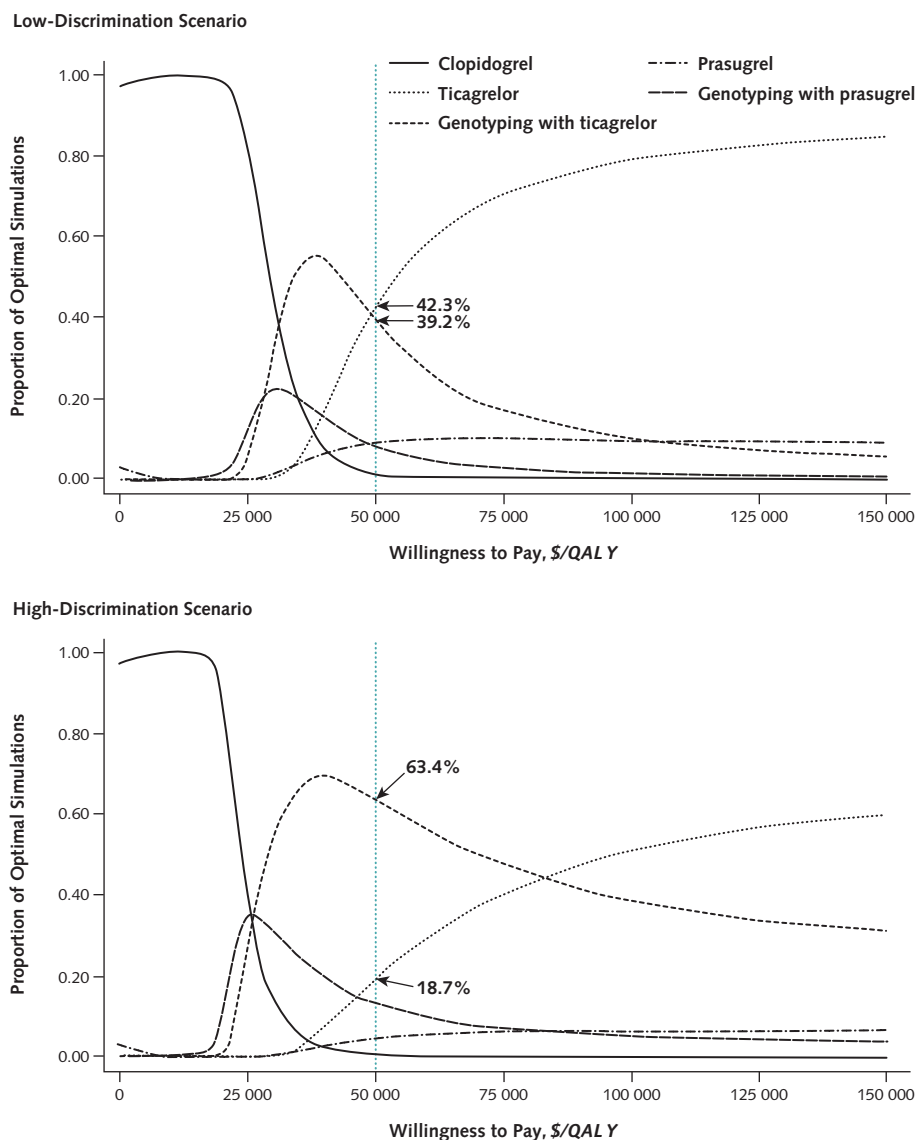 Low-Discrimination Scenario
Clopidogrel
Prasugrel
Ticagrelor
Genotyping with prasugrel
Genotyping with ticagrelor
Proportion of Optimal Simulations
1.00
0.80
0.60
0.40
0.20
0.00
42.3%
39.2%
0 25 000 50 000 75 000 100 000 125 000 150 000
Willingness to Pay, $/QAL Y
High-Discrimination Scenario
Proportion of Optimal Simulations
1.00
0.80
0.60
0.40
0.20
0.00
63.4%
18.7%
0 25 000 50 000 75 000 100 000 125 000 150 000
Willingness to Pay, $/QAL Y